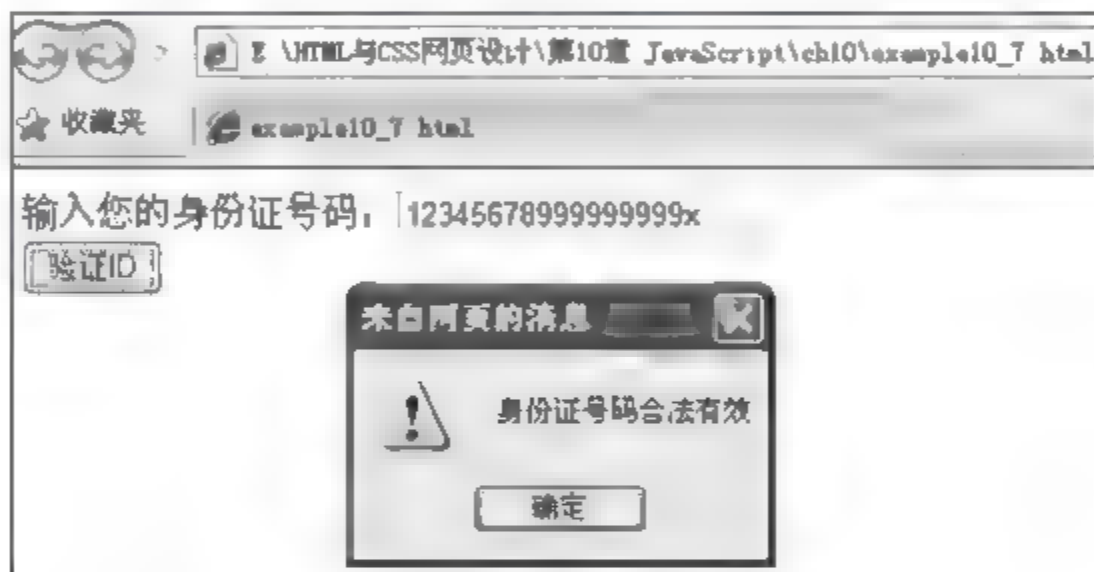 E \HTML与CSS网页设计\第10章 JavaScript\ch10\example10_7 html
收藏夹 example10_7 html
输入您的身份证号码： 12345678999999999x
验证ID
来自网页的消息
身份证号码合法有效
确定